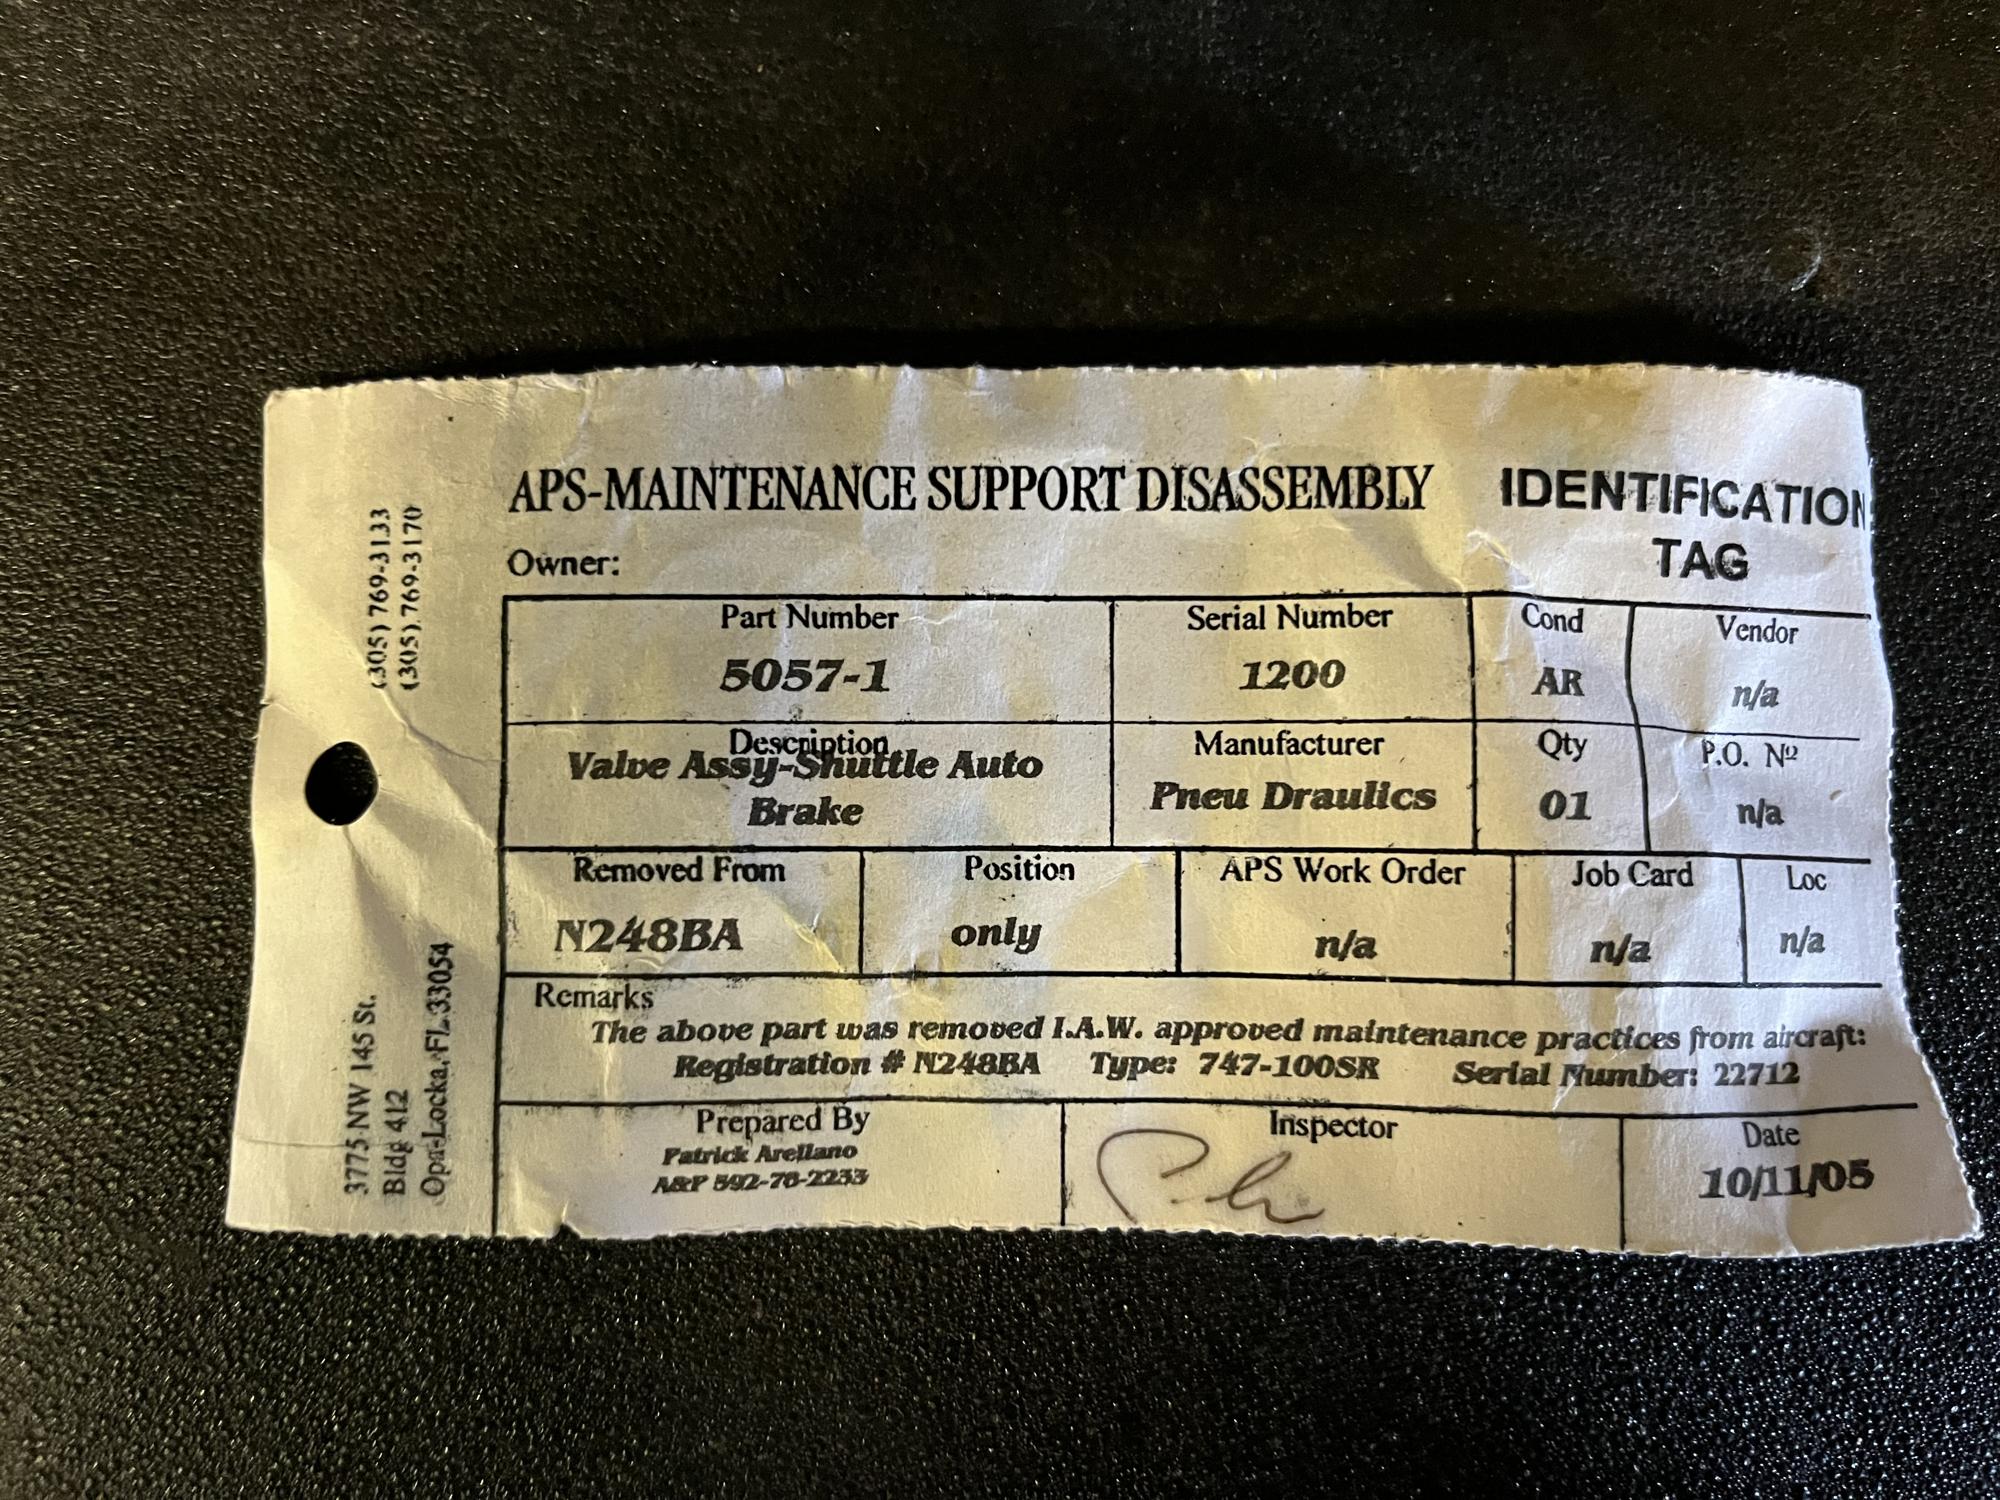 APS-MAINTENANCE SUPPORT DISASSEMBLY IDENTIFICATION
TAG
Owner:
Part Number Serial Number Cond Vendor
5057-1 1200 AR n/a
Description Manufacturer Qty P.O. Nº
Valve Assy-Shuttle Auto Pneu Draulics 01 n/a
Brake
Removed From Position APS Work Order Job Card Loc
N248BA only n/a n/a n/a
Remarks
The above part was removed I.A.W. approved maintenance practices from aircraft:
Registration # N248BA Type: 747-100SR Serial Number: 22712
Prepared By Inspector Date
Patrick Arellano
A&P 592-78-2233 10/11/05
3775 NW 145 St. (305) 769-3133
Bldg 412 (305) 769-3170
Opa-Locka, FL 33054